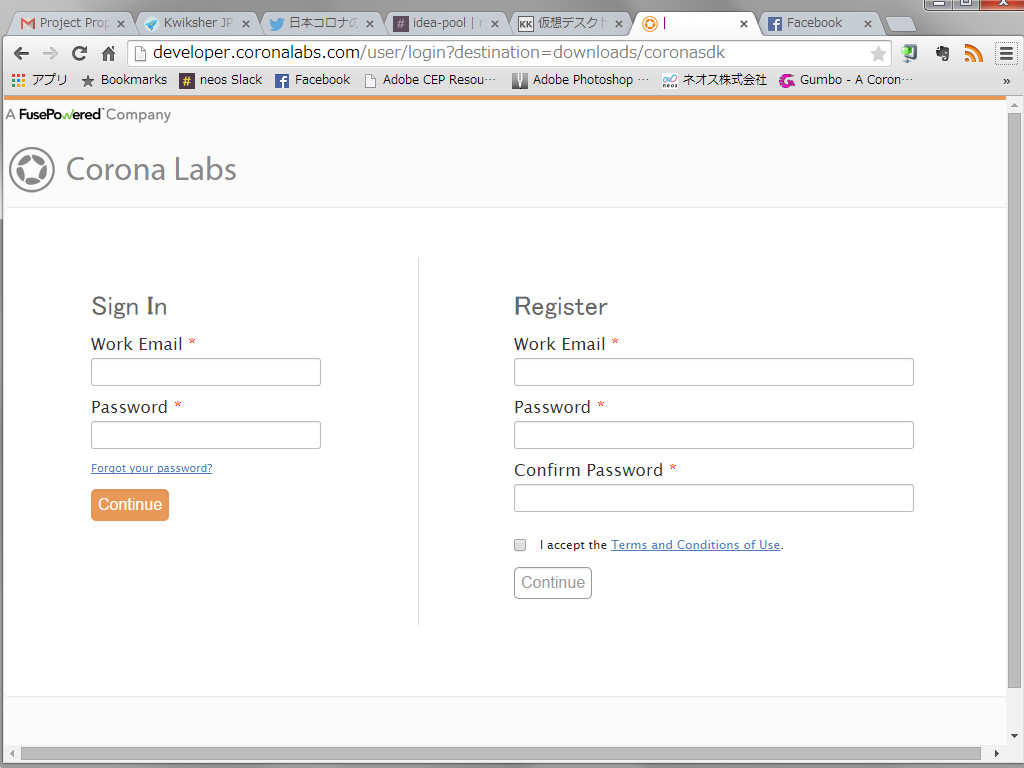 Project Prop
Kwiksher JP
日本コロナの
idea-pool |
仮想デスクト
|
Facebook
developer.coronalabs.com/user/login?destination=downloads/coronasdk
アプリ
Bookmarks
neos Slack
Facebook
Adobe CEP Resou…
Adobe Photoshop …
ネオス株式会社
Gumbo - A Coron…
»
A FusePowered™ Company
Corona Labs
Sign In
Work Email *
Password *
Forgot your password?
Continue
Register
Work Email *
Password *
Confirm Password *
I accept the Terms and Conditions of Use.
Continue